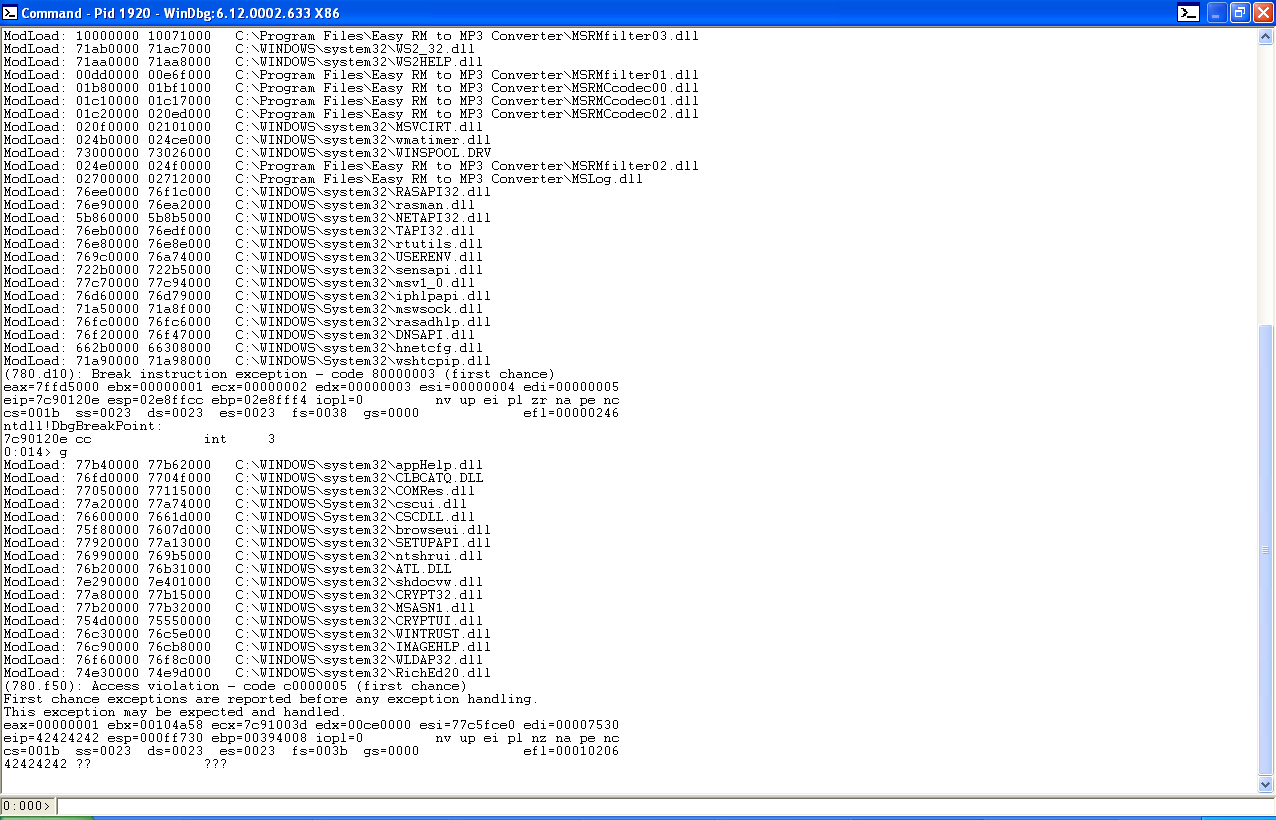 Command - Pid 1920 - WinDbg:6.12.0002.633 X86
ModLoad: 10000000 10071000   C:\Program Files\Easy RM to MP3 Converter\MSRMfilter03.dll
ModLoad: 71ab0000 71ac7000   C:\WINDOWS\system32\WS2_32.dll
ModLoad: 71aa0000 71aa8000   C:\WINDOWS\system32\WS2HELP.dll
ModLoad: 00dd0000 00e6f000   C:\Program Files\Easy RM to MP3 Converter\MSRMfilter01.dll
ModLoad: 01b80000 01bf1000   C:\Program Files\Easy RM to MP3 Converter\MSRMCcodec00.dll
ModLoad: 01c10000 01c17000   C:\Program Files\Easy RM to MP3 Converter\MSRMCcodec01.dll
ModLoad: 01c20000 020ed000   C:\Program Files\Easy RM to MP3 Converter\MSRMCcodec02.dll
ModLoad: 020f0000 02101000   C:\WINDOWS\system32\MSVCIRT.dll
ModLoad: 024b0000 024ce000   C:\WINDOWS\system32\wmatimer.dll
ModLoad: 73000000 73026000   C:\WINDOWS\system32\WINSPOOL.DRV
ModLoad: 024e0000 024f0000   C:\Program Files\Easy RM to MP3 Converter\MSRMfilter02.dll
ModLoad: 02700000 02712000   C:\Program Files\Easy RM to MP3 Converter\MSLog.dll
ModLoad: 76ee0000 76f1c000   C:\WINDOWS\system32\RASAPI32.dll
ModLoad: 76e90000 76ea2000   C:\WINDOWS\system32\rasman.dll
ModLoad: 5b860000 5b8b5000   C:\WINDOWS\system32\NETAPI32.dll
ModLoad: 76eb0000 76edf000   C:\WINDOWS\system32\TAPI32.dll
ModLoad: 76e80000 76e8e000   C:\WINDOWS\system32\rtutils.dll
ModLoad: 769c0000 76a74000   C:\WINDOWS\system32\USERENV.dll
ModLoad: 722b0000 722b5000   C:\WINDOWS\system32\sensapi.dll
ModLoad: 77c70000 77c94000   C:\WINDOWS\system32\msv1_0.dll
ModLoad: 76d60000 76d79000   C:\WINDOWS\system32\iphlpapi.dll
ModLoad: 71a50000 71a8f000   C:\WINDOWS\system32\mswsock.dll
ModLoad: 76fc0000 76fc6000   C:\WINDOWS\system32\rasadhlp.dll
ModLoad: 76f20000 76f47000   C:\WINDOWS\system32\DNSAPI.dll
ModLoad: 662b0000 66308000   C:\WINDOWS\system32\hnetcfg.dll
ModLoad: 71a90000 71a98000   C:\WINDOWS\System32\wshtcpip.dll
(780.d10): Break instruction exception - code 80000003 (first chance)
eax=7ffd5000 ebx=00000001 ecx=00000002 edx=00000003 esi=00000004 edi=00000005
eip=7c90120e esp=02e8ffcc ebp=02e8fff4 iopl=0         nv up ei pl zr na pe nc
cs=001b  ss=0023  ds=0023  es=0023  fs=0038  gs=0000             efl=00000246
ntdll!DbgBreakPoint:
7c90120e cc              int     3
0:014> g
ModLoad: 77b40000 77b62000   C:\WINDOWS\system32\appHelp.dll
ModLoad: 76fd0000 7704f000   C:\WINDOWS\system32\CLBCATQ.DLL
ModLoad: 77050000 77115000   C:\WINDOWS\system32\COMRes.dll
ModLoad: 77a20000 77a74000   C:\WINDOWS\System32\cscui.dll
ModLoad: 76600000 7661d000   C:\WINDOWS\System32\CSCDLL.dll
ModLoad: 75f80000 7607d000   C:\WINDOWS\system32\browseui.dll
ModLoad: 77920000 77a13000   C:\WINDOWS\system32\SETUPAPI.dll
ModLoad: 76990000 769b5000   C:\WINDOWS\system32\ntshrui.dll
ModLoad: 76b20000 76b31000   C:\WINDOWS\system32\ATL.DLL
ModLoad: 7e290000 7e401000   C:\WINDOWS\system32\shdocvw.dll
ModLoad: 77a80000 77b15000   C:\WINDOWS\system32\CRYPT32.dll
ModLoad: 77b20000 77b32000   C:\WINDOWS\system32\MSASN1.dll
ModLoad: 754d0000 75550000   C:\WINDOWS\system32\CRYPTUI.dll
ModLoad: 76c30000 76c5e000   C:\WINDOWS\system32\WINTRUST.dll
ModLoad: 76c90000 76cb8000   C:\WINDOWS\system32\IMAGEHLP.dll
ModLoad: 76f60000 76f8c000   C:\WINDOWS\system32\WLDAP32.dll
ModLoad: 74e30000 74e9d000   C:\WINDOWS\system32\RichEd20.dll
(780.f50): Access violation - code c0000005 (first chance)
First chance exceptions are reported before any exception handling.
This exception may be expected and handled.
eax=00000001 ebx=00104a58 ecx=7c91003d edx=00ce0000 esi=77c5fce0 edi=00007530
eip=42424242 esp=000ff730 ebp=00394008 iopl=0         nv up ei pl nz na pe nc
cs=001b  ss=0023  ds=0023  es=0023  fs=003b  gs=0000             efl=00010206
42424242 ??              ???
0:000>